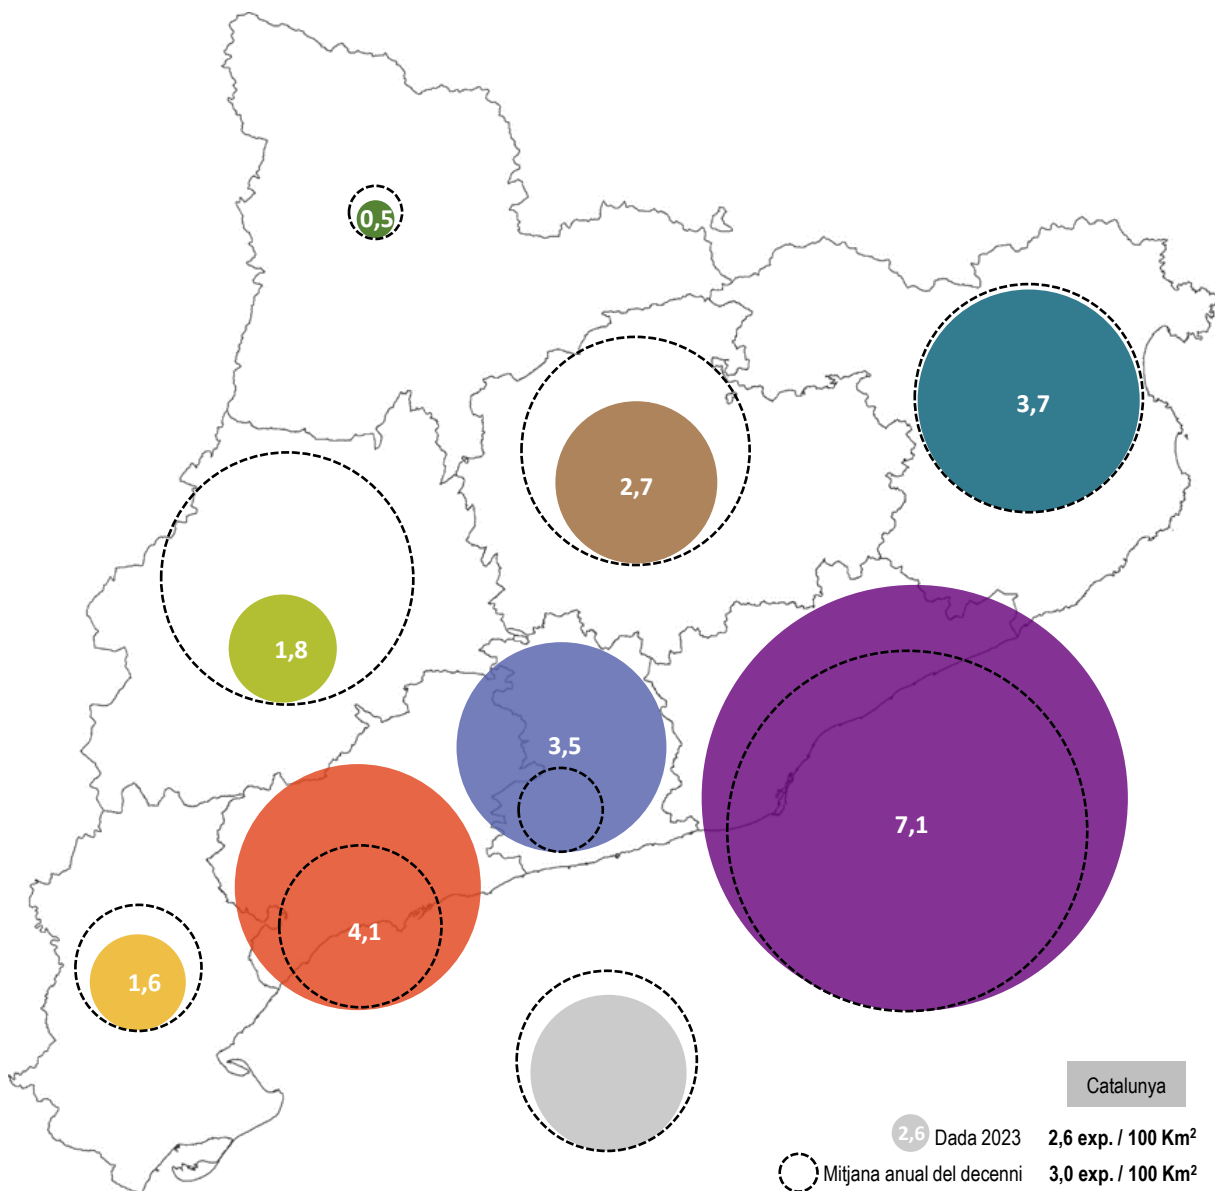 0,5
3,7
2,7
1,8
3,5
7,1
4,1
1,6
Catalunya
2,6 Dada 2023 2,6 exp. / 100 Km²
Mitjana anual del decenni 3,0 exp. / 100 Km²